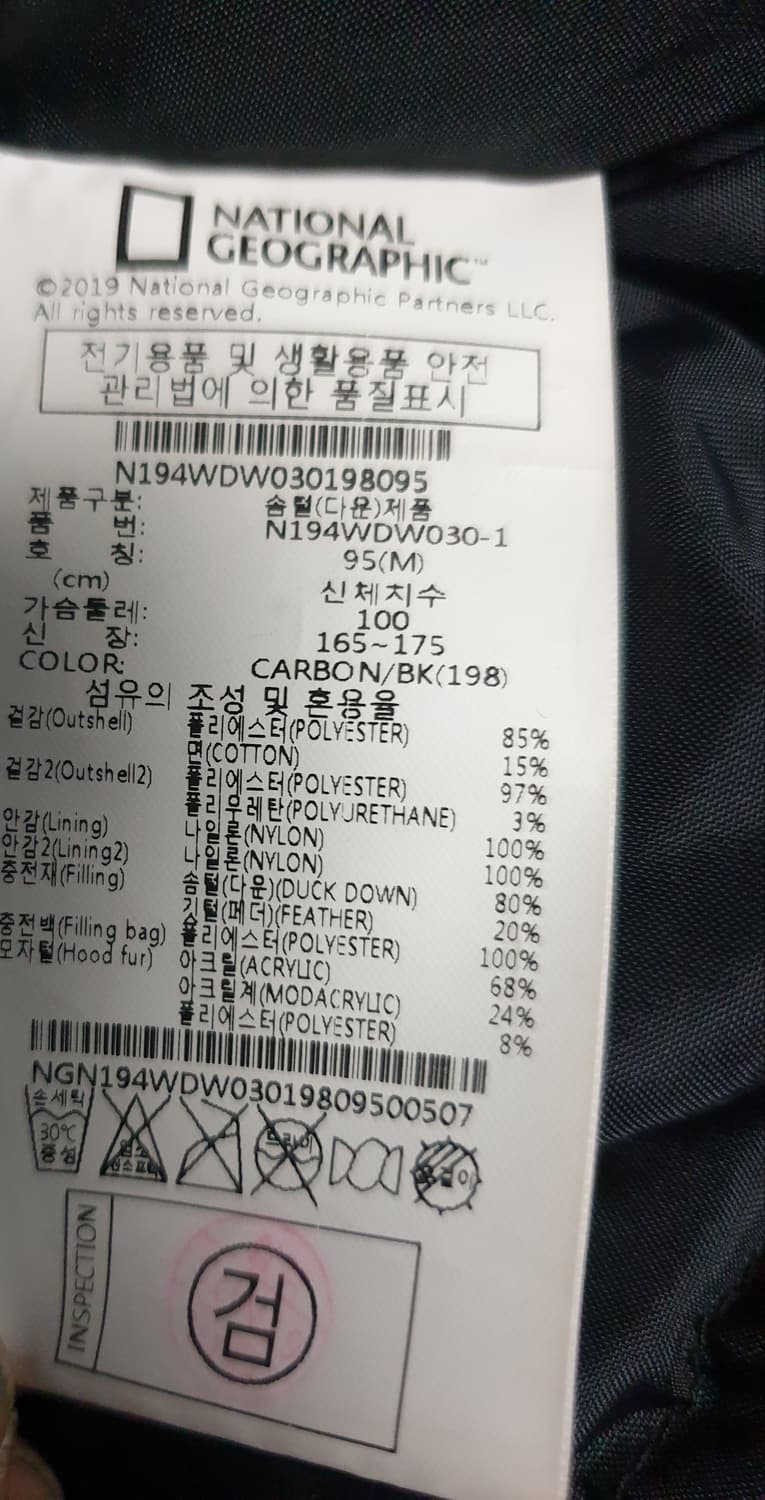 NATIONAL
GEOGRAPHIC™
©2019 National Geographic Partners LLC.
All rights reserved.
전기용품 및 생활용품 안전
관리법에 의한 품질표시
N194WDW030198095
제품구분: 솜털(다운)제품
품 번: N194WDW030-1
호 칭: 95(M)
(cm) 신체치수
가슴둘레: 100
신 장: 165~175
COLOR: CARBON/BK(198)
섬유의 조성 및 혼용율
겉감(Outshell) 폴리에스터(POLYESTER) 85%
면(COTTON) 15%
겉감2(Outshell2) 폴리에스터(POLYESTER) 97%
폴리우레탄(POLYURETHANE) 3%
안감(Lining) 나일론(NYLON) 100%
안감2(Lining2) 나일론(NYLON) 100%
충전재(Filling) 솜털(다운)(DUCK DOWN) 80%
깃털(페더)(FEATHER) 20%
충전백(Filling bag) 폴리에스터(POLYESTER) 100%
모자털(Hood fur) 아크릴(ACRYLIC) 68%
아크릴계(MODACRYLIC) 24%
폴리에스터(POLYESTER) 8%
NGN194WDW03019809500507
손세탁
30℃
중성
드라이
옷걸이
INSPECTION
검